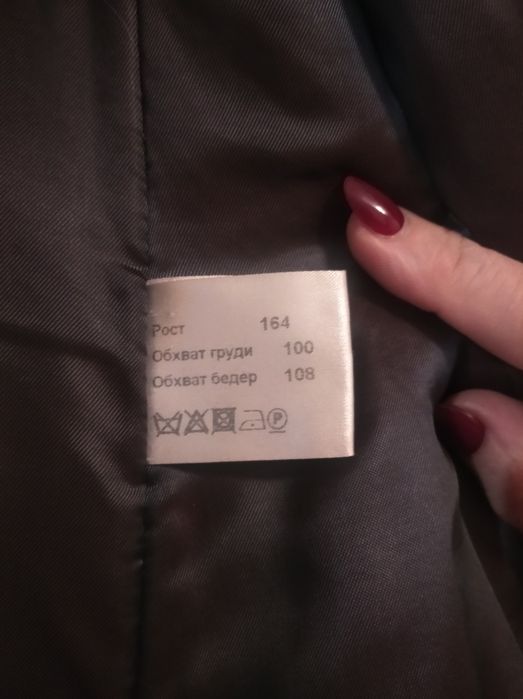 Рост 164
Обхват груди 100
Обхват бедер 108
P